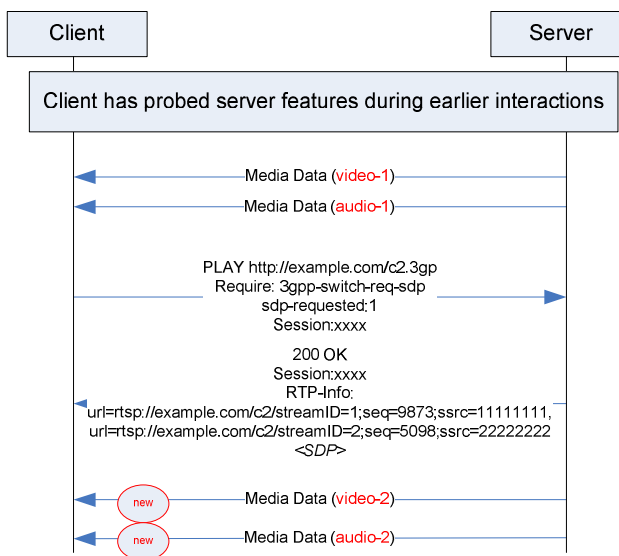 Client
Server
Client has probed server features during earlier interactions
Media Data (video-1)
Media Data (audio-1)
PLAY http://example.com/c2.3gp
Require: 3gpp-switch-req-sdp
sdp-requested:1
Session:xxxx
200 OK
Session:xxxx
RTP-Info:
url=rtsp://example.com/c2/streamID=1;seq=9873;ssrc=11111111,
url=rtsp://example.com/c2/streamID=2;seq=5098;ssrc=22222222
<SDP>
new
Media Data (video-2)
new
Media Data (audio-2)